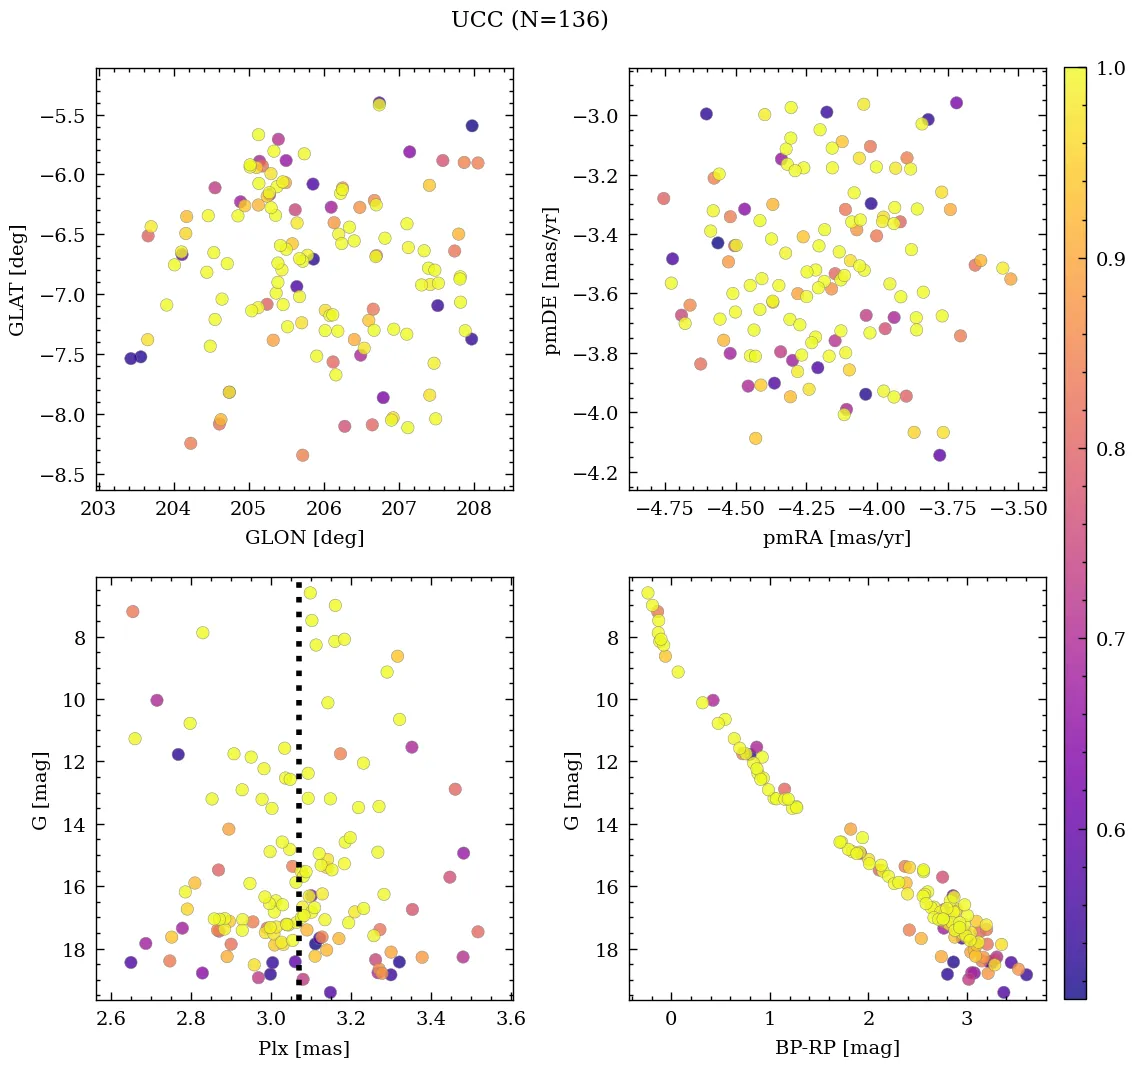 UCC (N=136)
−5.5
−6.0
−6.5
−7.0
−7.5
−8.0
−8.5
GLAT [deg]
203 204 205 206 207 208
GLON [deg]
−3.0
−3.2
−3.4
−3.6
−3.8
−4.0
−4.2
pmDE [mas/yr]
−4.75 −4.50 −4.25 −4.00 −3.75 −3.50
pmRA [mas/yr]
8
10
12
14
16
18
G [mag]
2.6 2.8 3.0 3.2 3.4 3.6
Plx [mas]
8
10
12
14
16
18
G [mag]
0 1 2 3
BP-RP [mag]
1.0
0.9
0.8
0.7
0.6